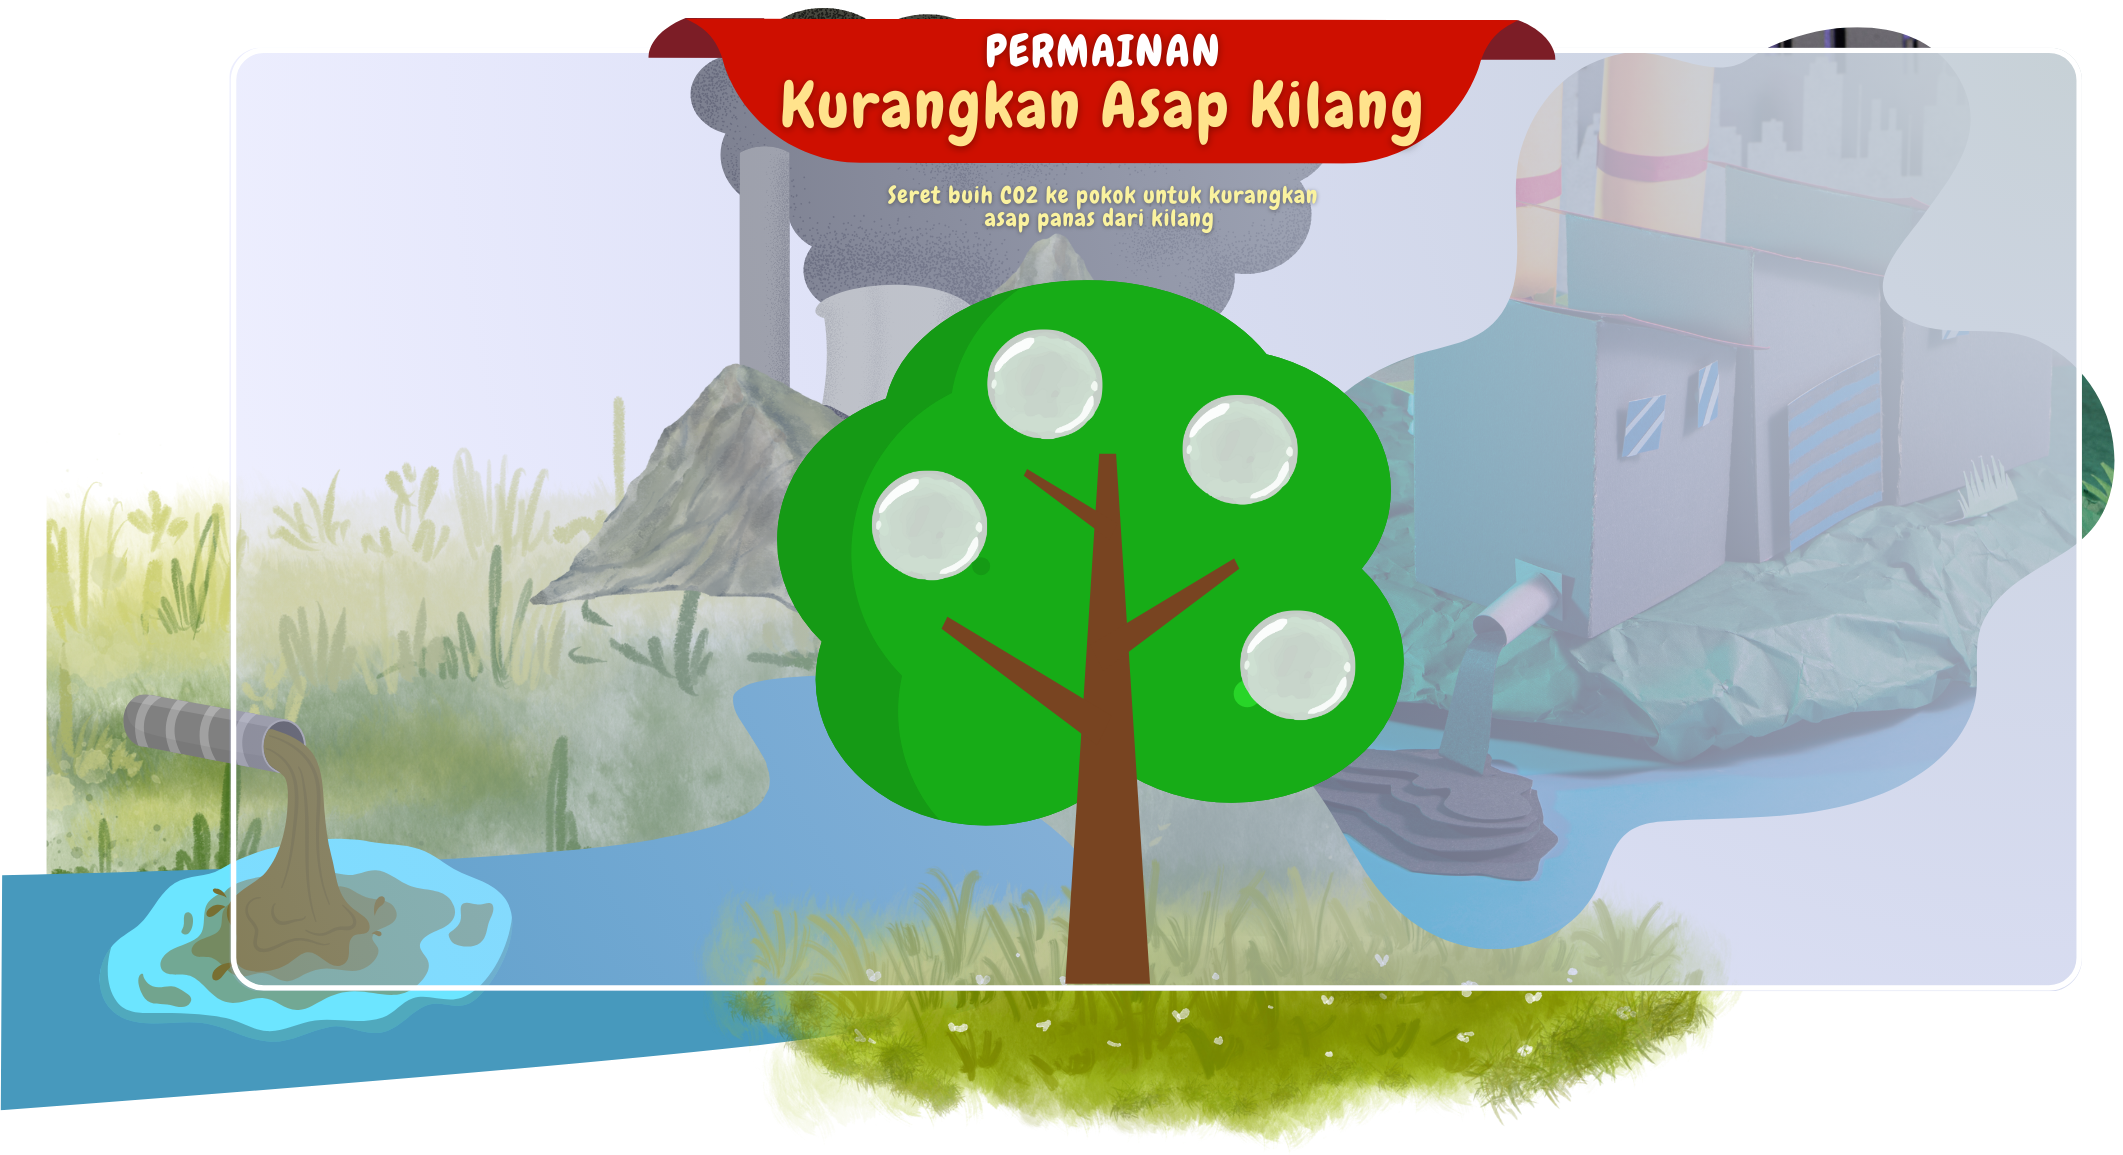 PERMAINAN
Kurangkan Asap Kilang
Seret buih CO2 ke pokok untuk kurangkan
asap panas dari kilang